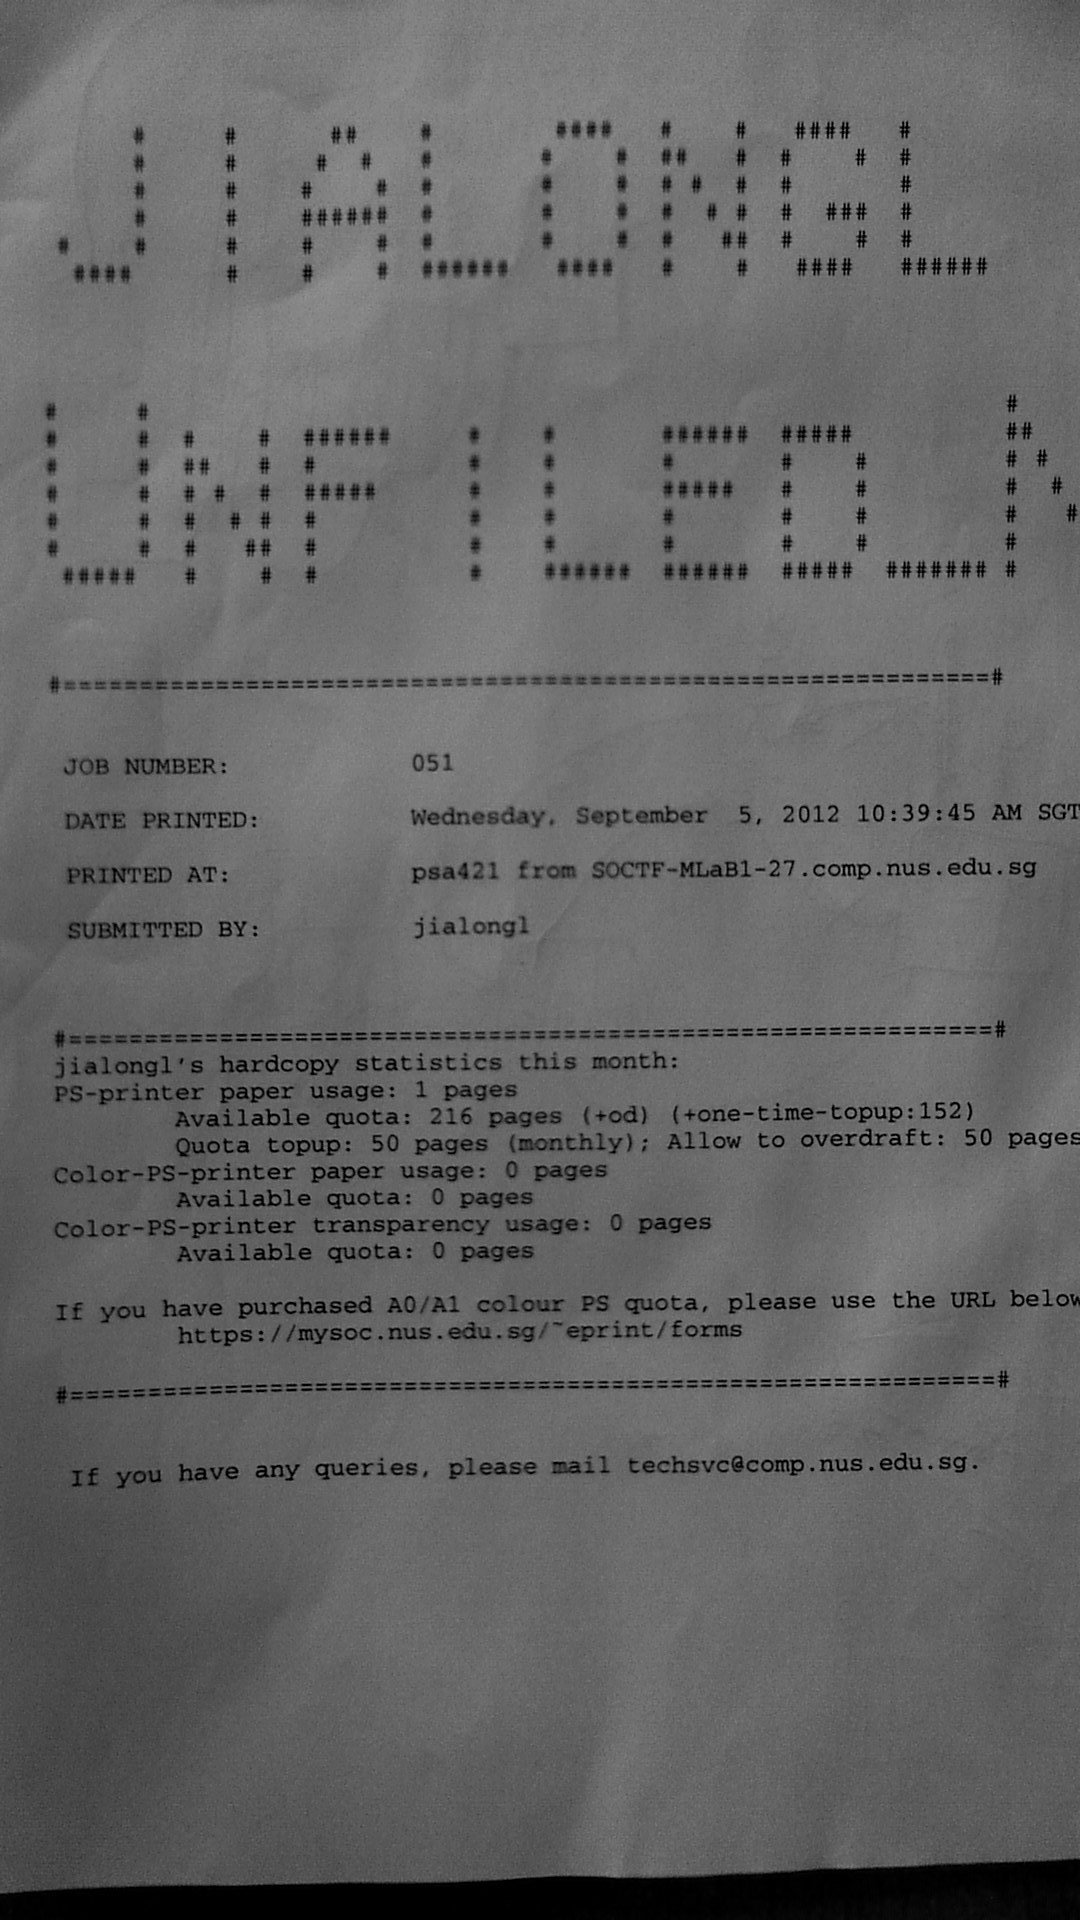 JIALONGL
UNFILED_N
#==============================================================#
JOB NUMBER: 051
DATE PRINTED: Wednesday, September  5, 2012 10:39:45 AM SGT
PRINTED AT: psa421 from SOCTF-MLaB1-27.comp.nus.edu.sg
SUBMITTED BY: jialongl
#==============================================================#
jialongl's hardcopy statistics this month:
PS-printer paper usage: 1 pages
Available quota: 216 pages (+od) (+one-time-topup:152)
Quota topup: 50 pages (monthly); Allow to overdraft: 50 pages
Color-PS-printer paper usage: 0 pages
Available quota: 0 pages
Color-PS-printer transparency usage: 0 pages
Available quota: 0 pages
If you have purchased A0/A1 colour PS quota, please use the URL below
https://mysoc.nus.edu.sg/~eprint/forms
#==============================================================#
If you have any queries, please mail techsvc@comp.nus.edu.sg.